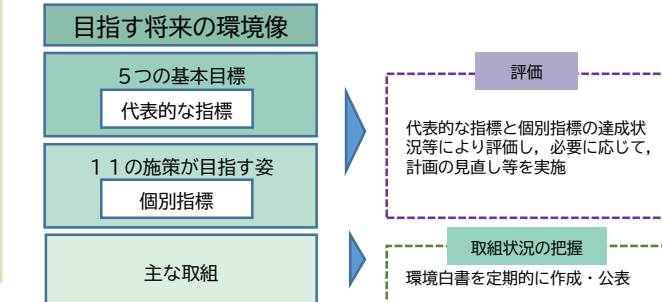 目指す将来の環境像
５つの基本目標
代表的な指標
１１の施策が目指す姿
個別指標
主な取組
評価
代表的な指標と個別指標の達成状
況等により評価し，必要に応じて，
計画の見直し等を実施
取組状況の把握
環境白書を定期的に作成・公表